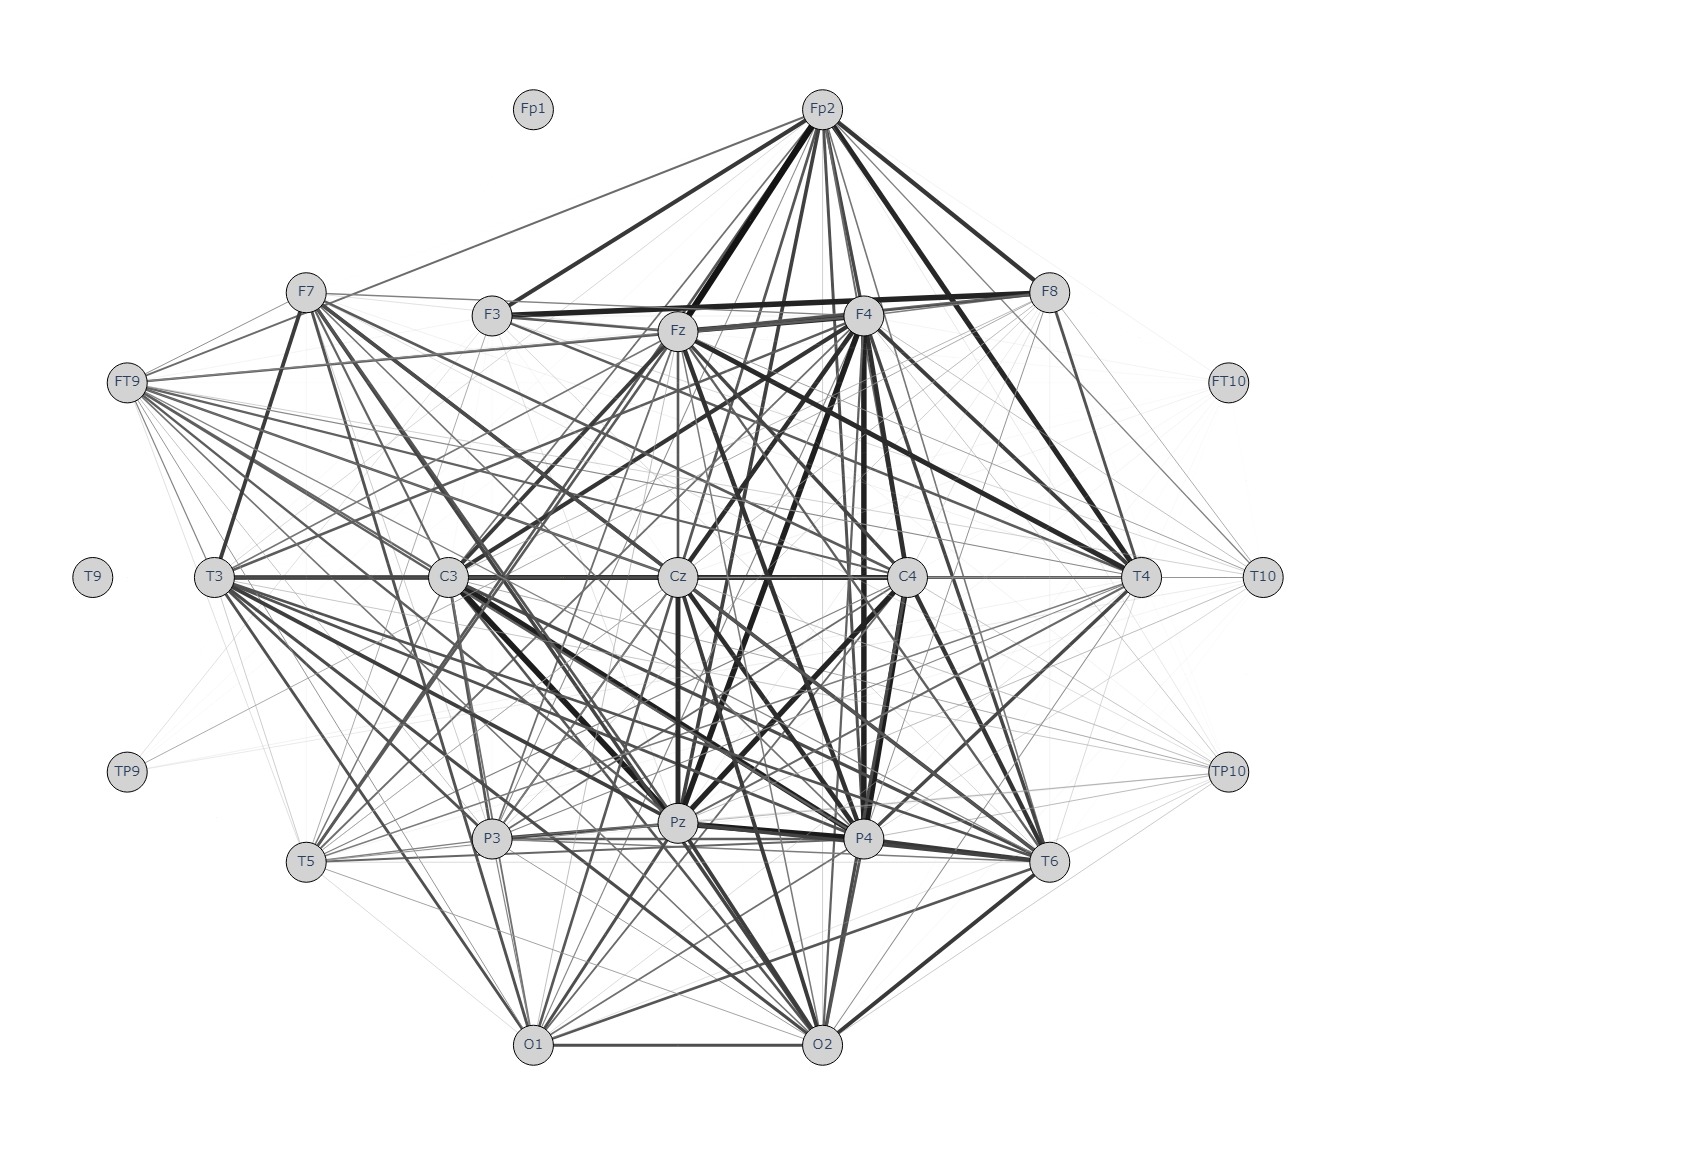 Fp1 Fp2
F7 F3 Fz F4 F8
FT9 FT10
T9 T3 C3 Cz C4 T4 T10
TP9 TP10
T5 P3 Pz P4 T6
O1 O2